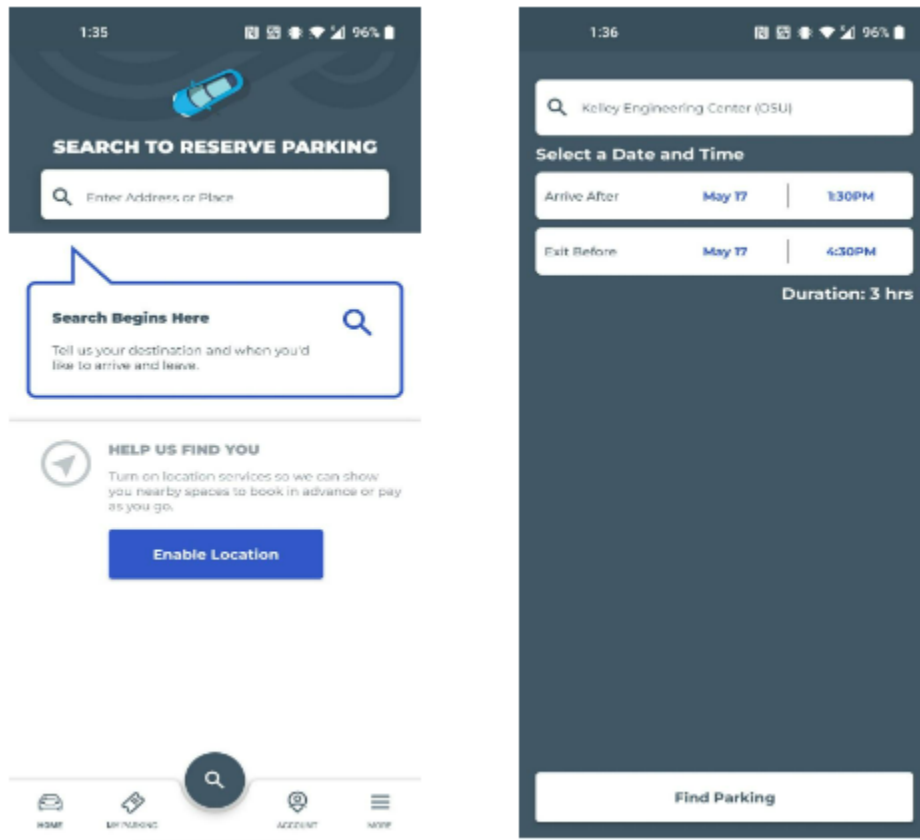 1:35
96%
SEARCH TO RESERVE PARKING
Enter Address or Place
Search Begins Here
Tell us your destination and when you'd
like to arrive and leave.
HELP US FIND YOU
Turn on location services so we can show
you nearby spaces to book in advance or pay
as you go.
Enable Location
HOME
MY PARKING
ACCOUNT
MORE
1:36
96%
Kelley Engineering Center (OSU)
Select a Date and Time
Arrive After May 17 1:30PM
Exit Before May 17 4:30PM
Duration: 3 hrs
Find Parking